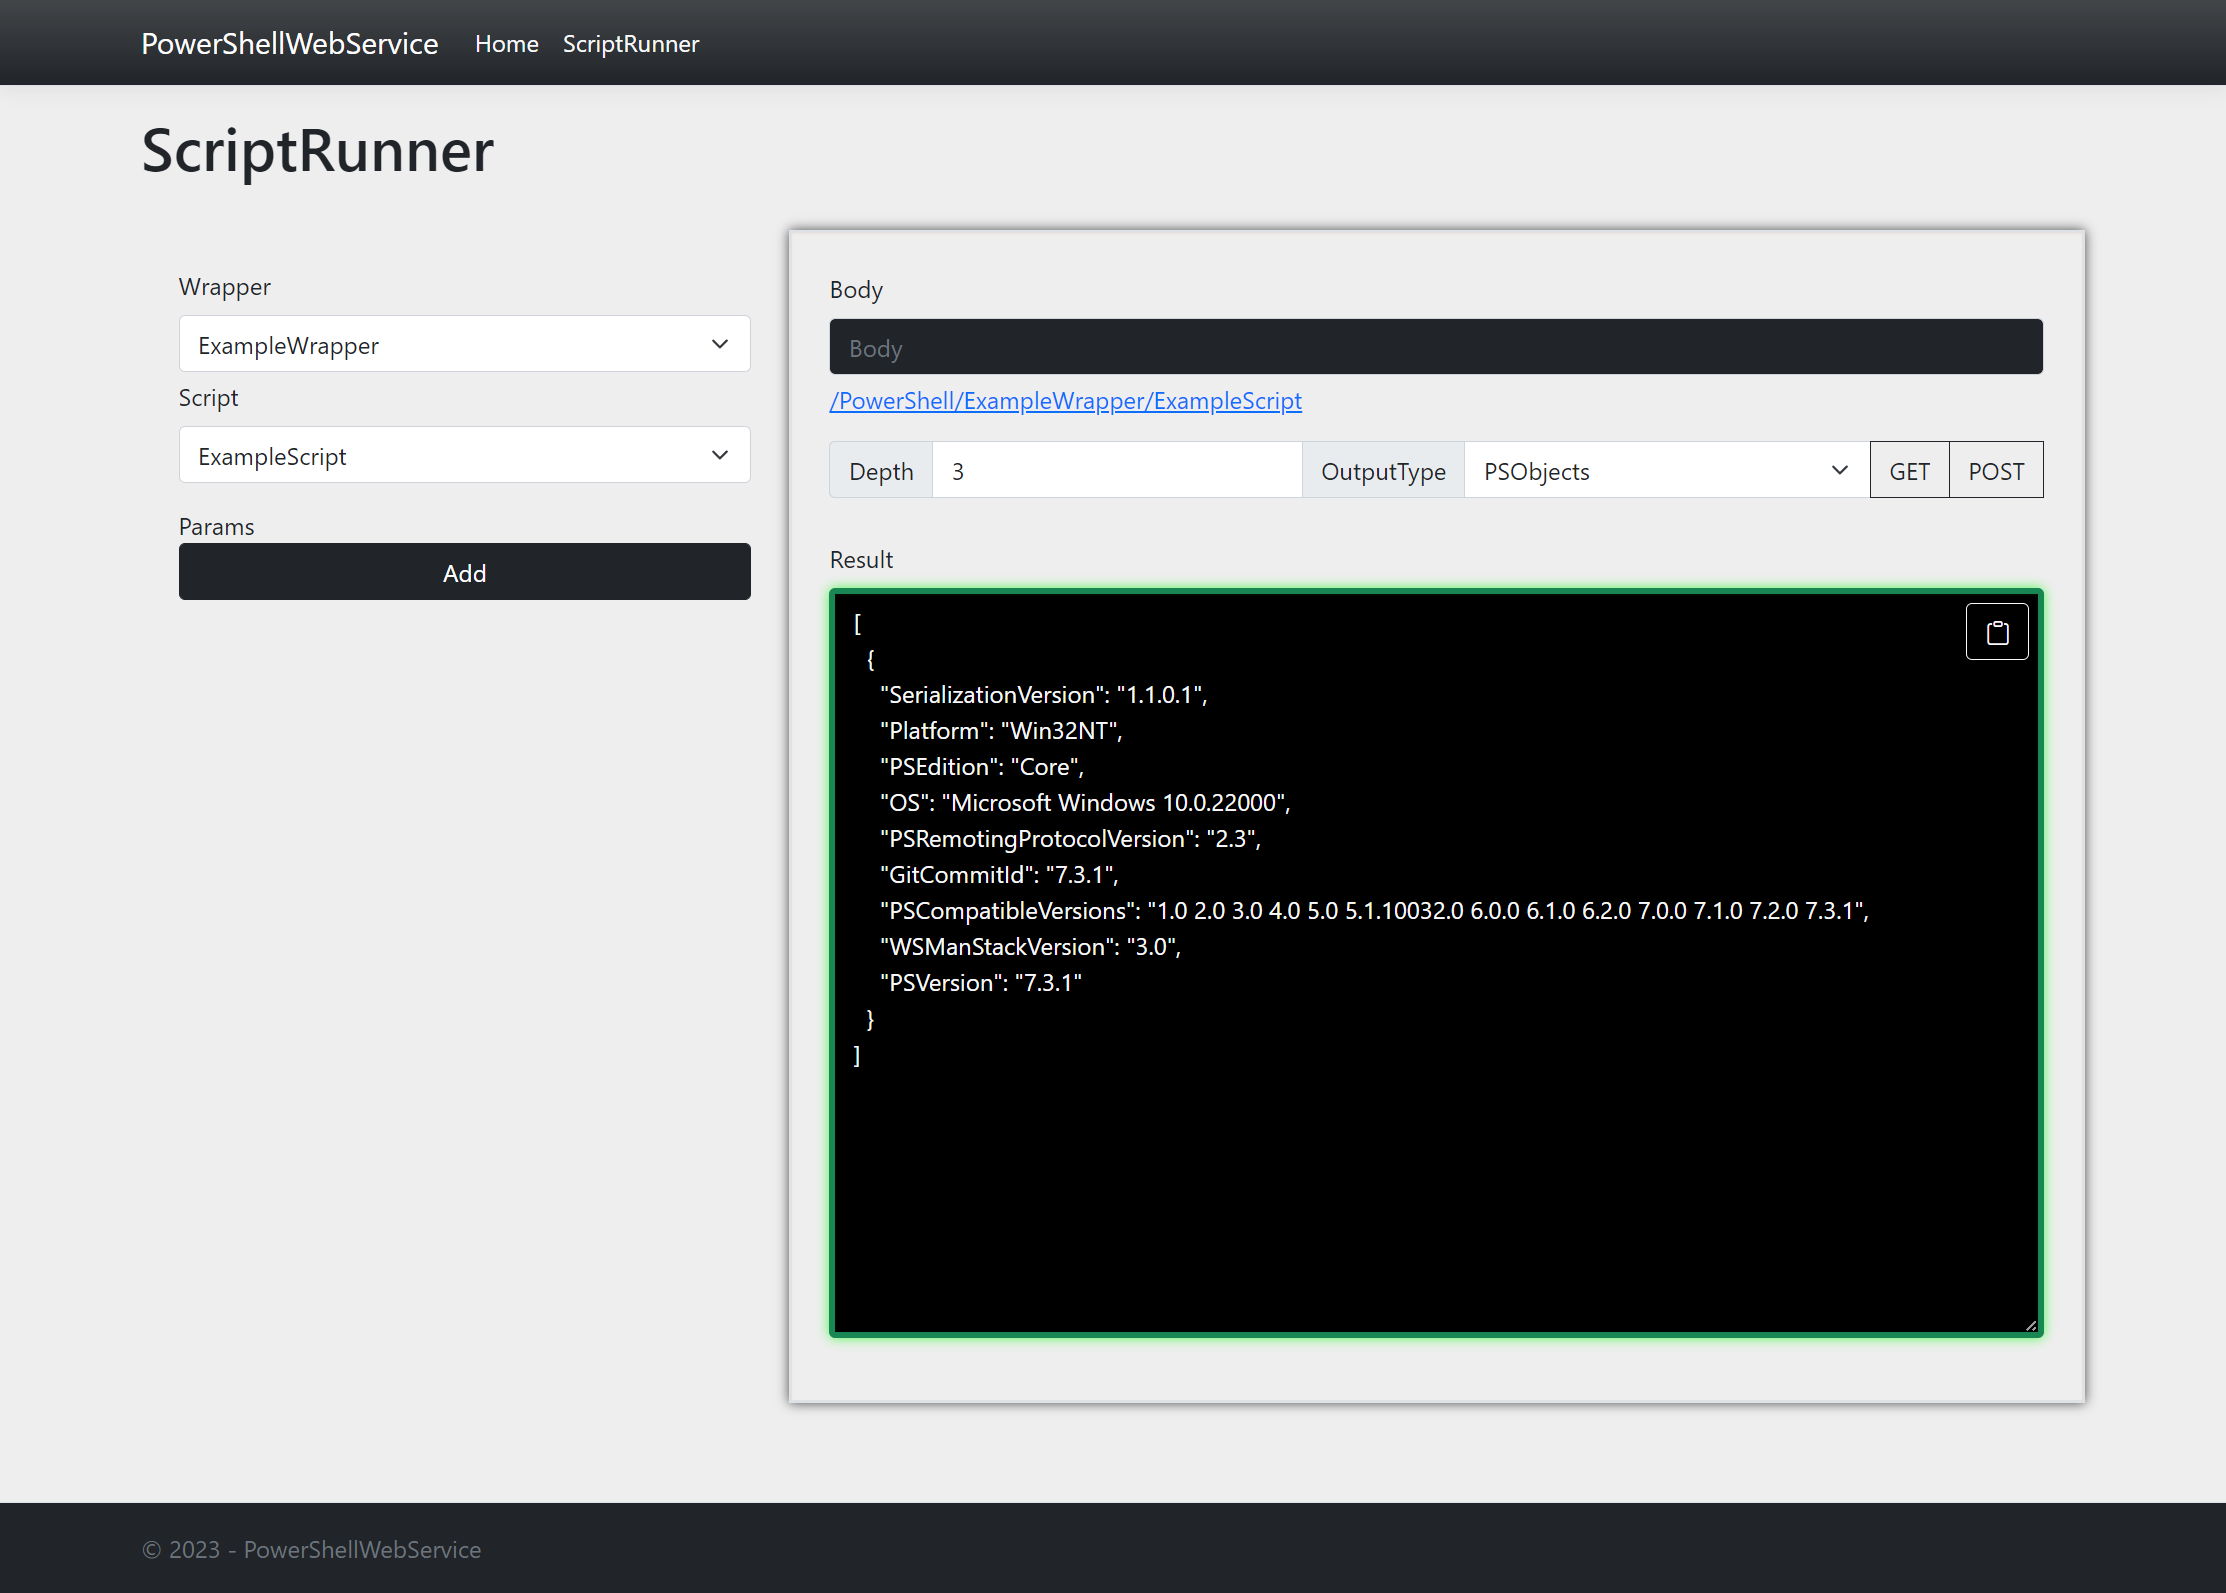 PowerShellWebService Home ScriptRunner
ScriptRunner
Wrapper
ExampleWrapper
Script
ExampleScript
Params
Add
Body
Body
/PowerShell/ExampleWrapper/ExampleScript
Depth 3 OutputType PSObjects GET POST
Result
[
  {
    "SerializationVersion": "1.1.0.1",
    "Platform": "Win32NT",
    "PSEdition": "Core",
    "OS": "Microsoft Windows 10.0.22000",
    "PSRemotingProtocolVersion": "2.3",
    "GitCommitId": "7.3.1",
    "PSCompatibleVersions": "1.0 2.0 3.0 4.0 5.0 5.1.10032.0 6.0.0 6.1.0 6.2.0 7.0.0 7.1.0 7.2.0 7.3.1",
    "WSManStackVersion": "3.0",
    "PSVersion": "7.3.1"
  }
]
© 2023 - PowerShellWebService